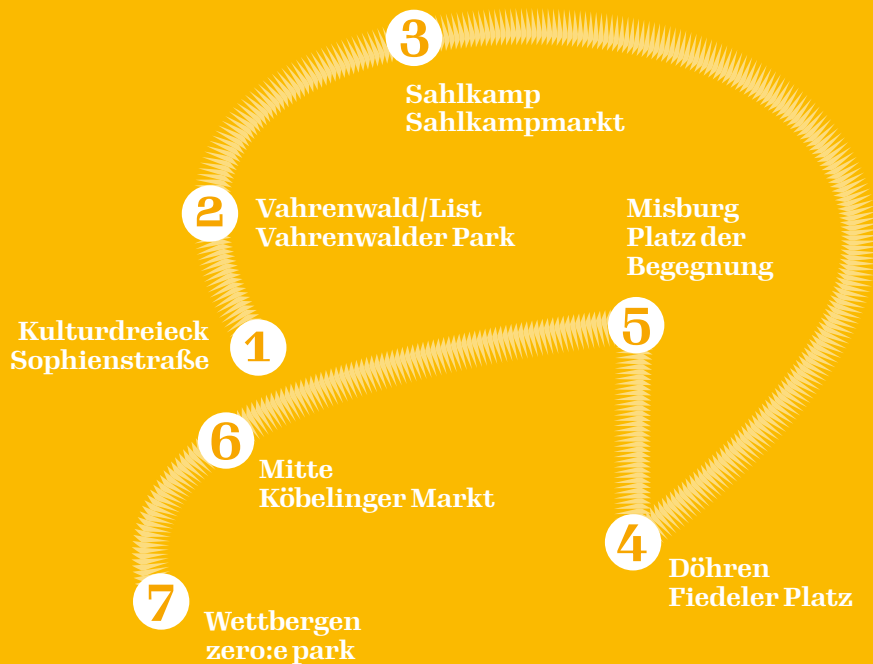 1
Kulturdreieck
Sophienstraße
2
Vahrenwald/List
Vahrenwalder Park
3
Sahlkamp
Sahlkampmarkt
4
Döhren
Fiedeler Platz
5
Misburg
Platz der
Begegnung
6
Mitte
Köbelinger Markt
7
Wettbergen
zero:e park